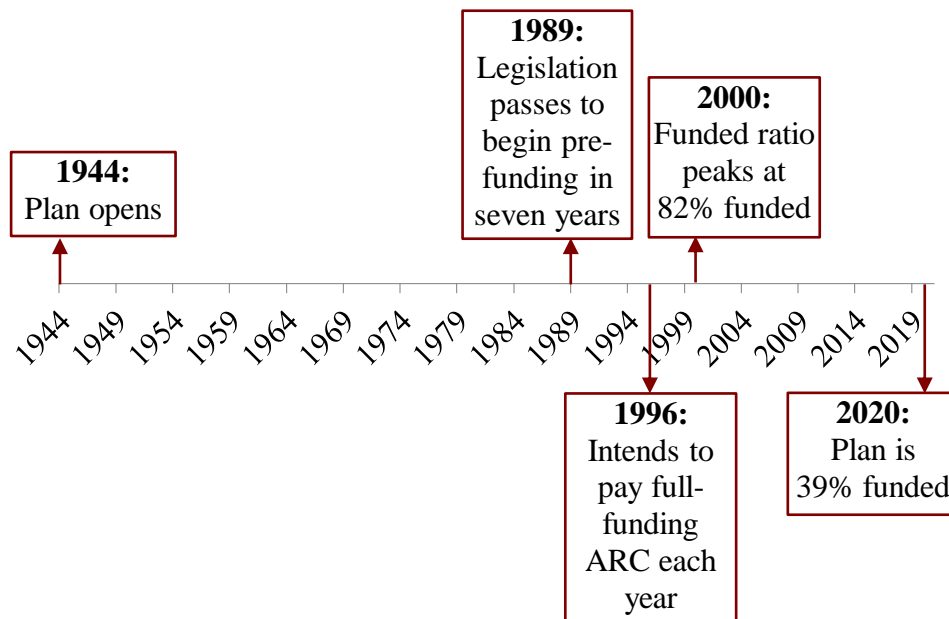 1989:
Legislation
passes to
begin pre-
funding in
seven years
2000:
Funded ratio
peaks at
82% funded
1944:
Plan opens
1944
1949
1954
1959
1964
1969
1974
1979
1984
1989
1994
1999
2004
2009
2014
2019
1996:
Intends to
pay full-
funding
ARC each
year
2020:
Plan is
39% funded